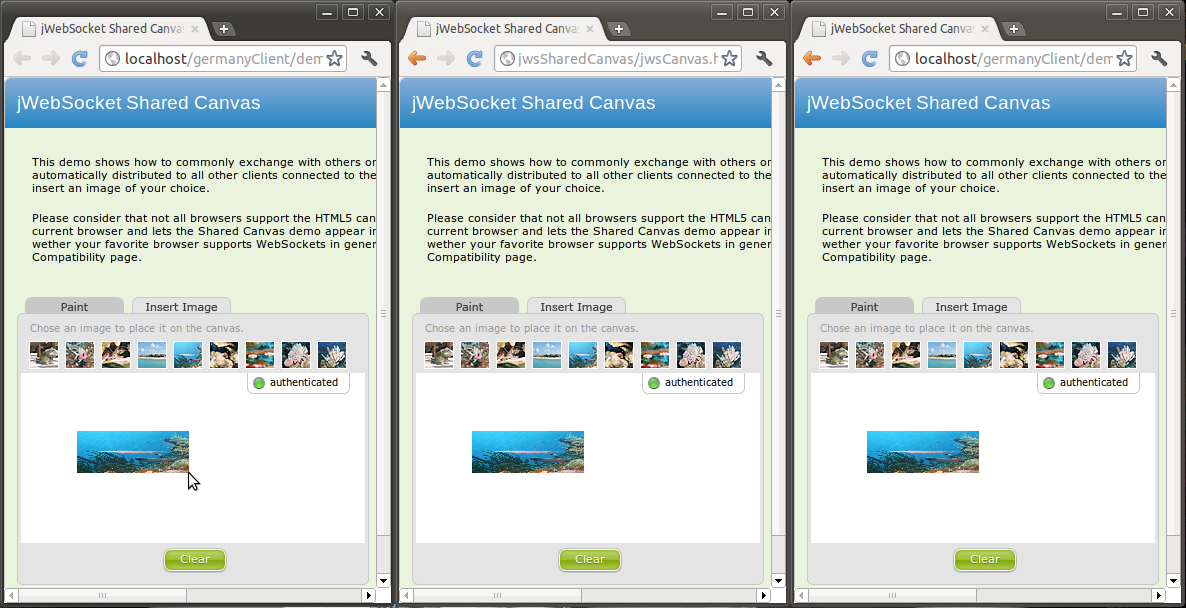 jWebSocket Shared Canva
localhost/germanyClient/dem
jWebSocket Shared Canvas
This demo shows how to commonly exchange with others or
automatically distributed to all other clients connected to the
insert an image of your choice.
Please consider that not all browsers support the HTML5 can
current browser and lets the Shared Canvas demo appear in
wether your favorite browser supports WebSockets in gener
Compatibility page.
Paint
Insert Image
Chose an image to place it on the canvas.
authenticated
Clear
jWebSocket Shared Canva
jwsSharedCanvas/jwsCanvas.h
jWebSocket Shared Canvas
This demo shows how to commonly exchange with others or
automatically distributed to all other clients connected to the
insert an image of your choice.
Please consider that not all browsers support the HTML5 can
current browser and lets the Shared Canvas demo appear in
wether your favorite browser supports WebSockets in gener
Compatibility page.
Paint
Insert Image
Chose an image to place it on the canvas.
authenticated
Clear
jWebSocket Shared Canva
localhost/germanyClient/dem
jWebSocket Shared Canvas
This demo shows how to commonly exchange with others or
automatically distributed to all other clients connected to the
insert an image of your choice.
Please consider that not all browsers support the HTML5 can
current browser and lets the Shared Canvas demo appear in
wether your favorite browser supports WebSockets in gener
Compatibility page.
Paint
Insert Image
Chose an image to place it on the canvas.
authenticated
Clear